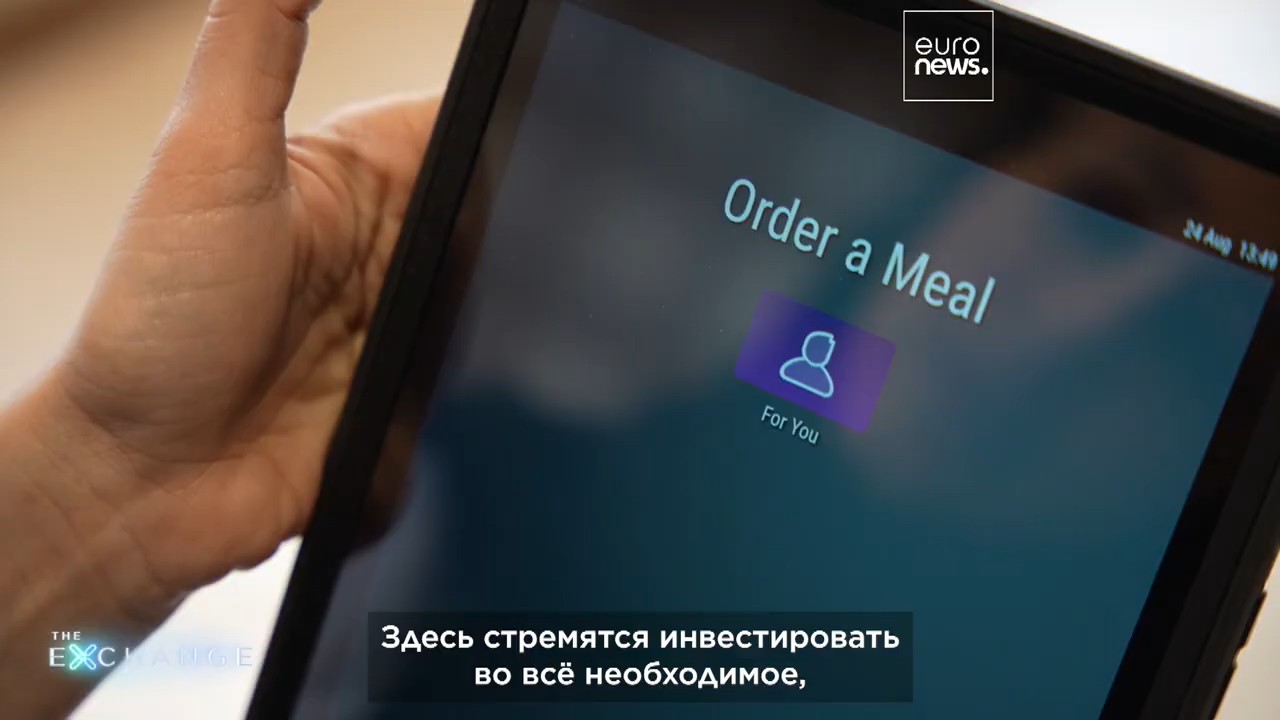 euro
news.
Order a Meal
24 Aug 13:49
For You
THE
EXCHANGE
Здесь стремятся инвестировать
во всё необходимое,